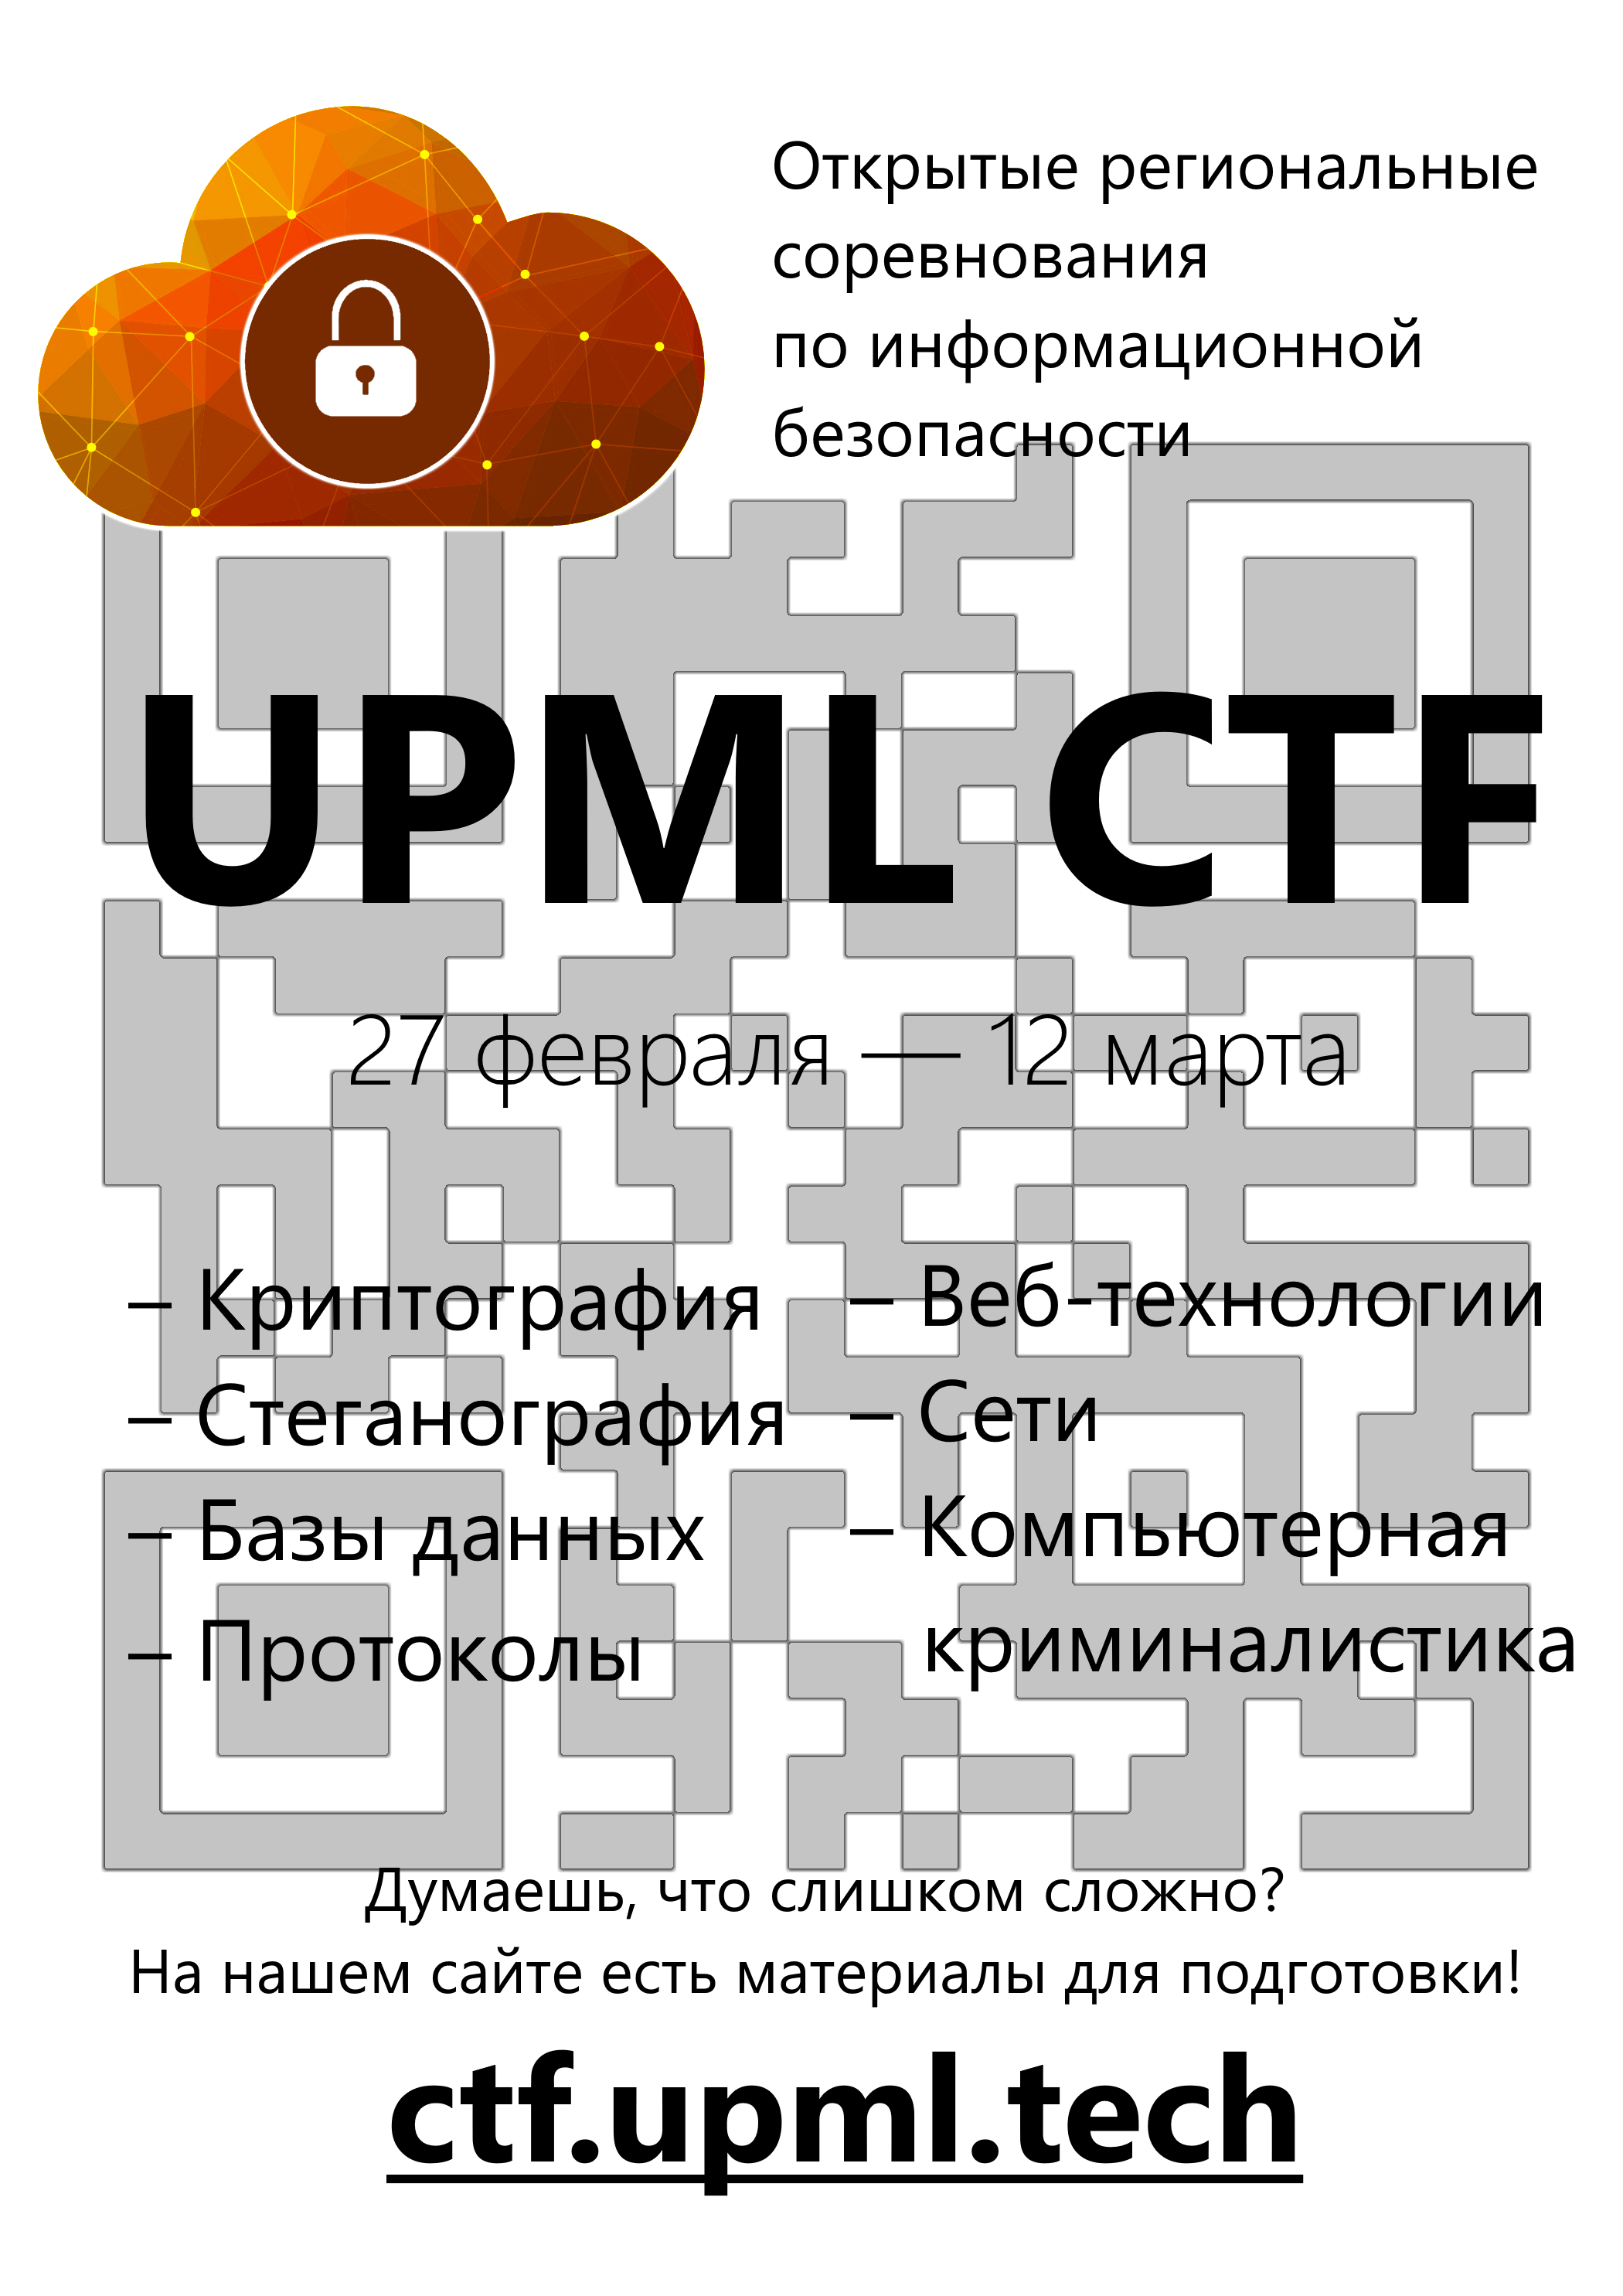 Открытые региональные
соревнования
по информационной
безопасности
UPML CTF
27 февраля — 12 марта
– Криптография
– Стеганография
– Базы данных
– Протоколы
– Веб-технологии
– Сети
– Компьютерная
криминалистика
Думаешь, что слишком сложно?
На нашем сайте есть материалы для подготовки!
ctf.upml.tech